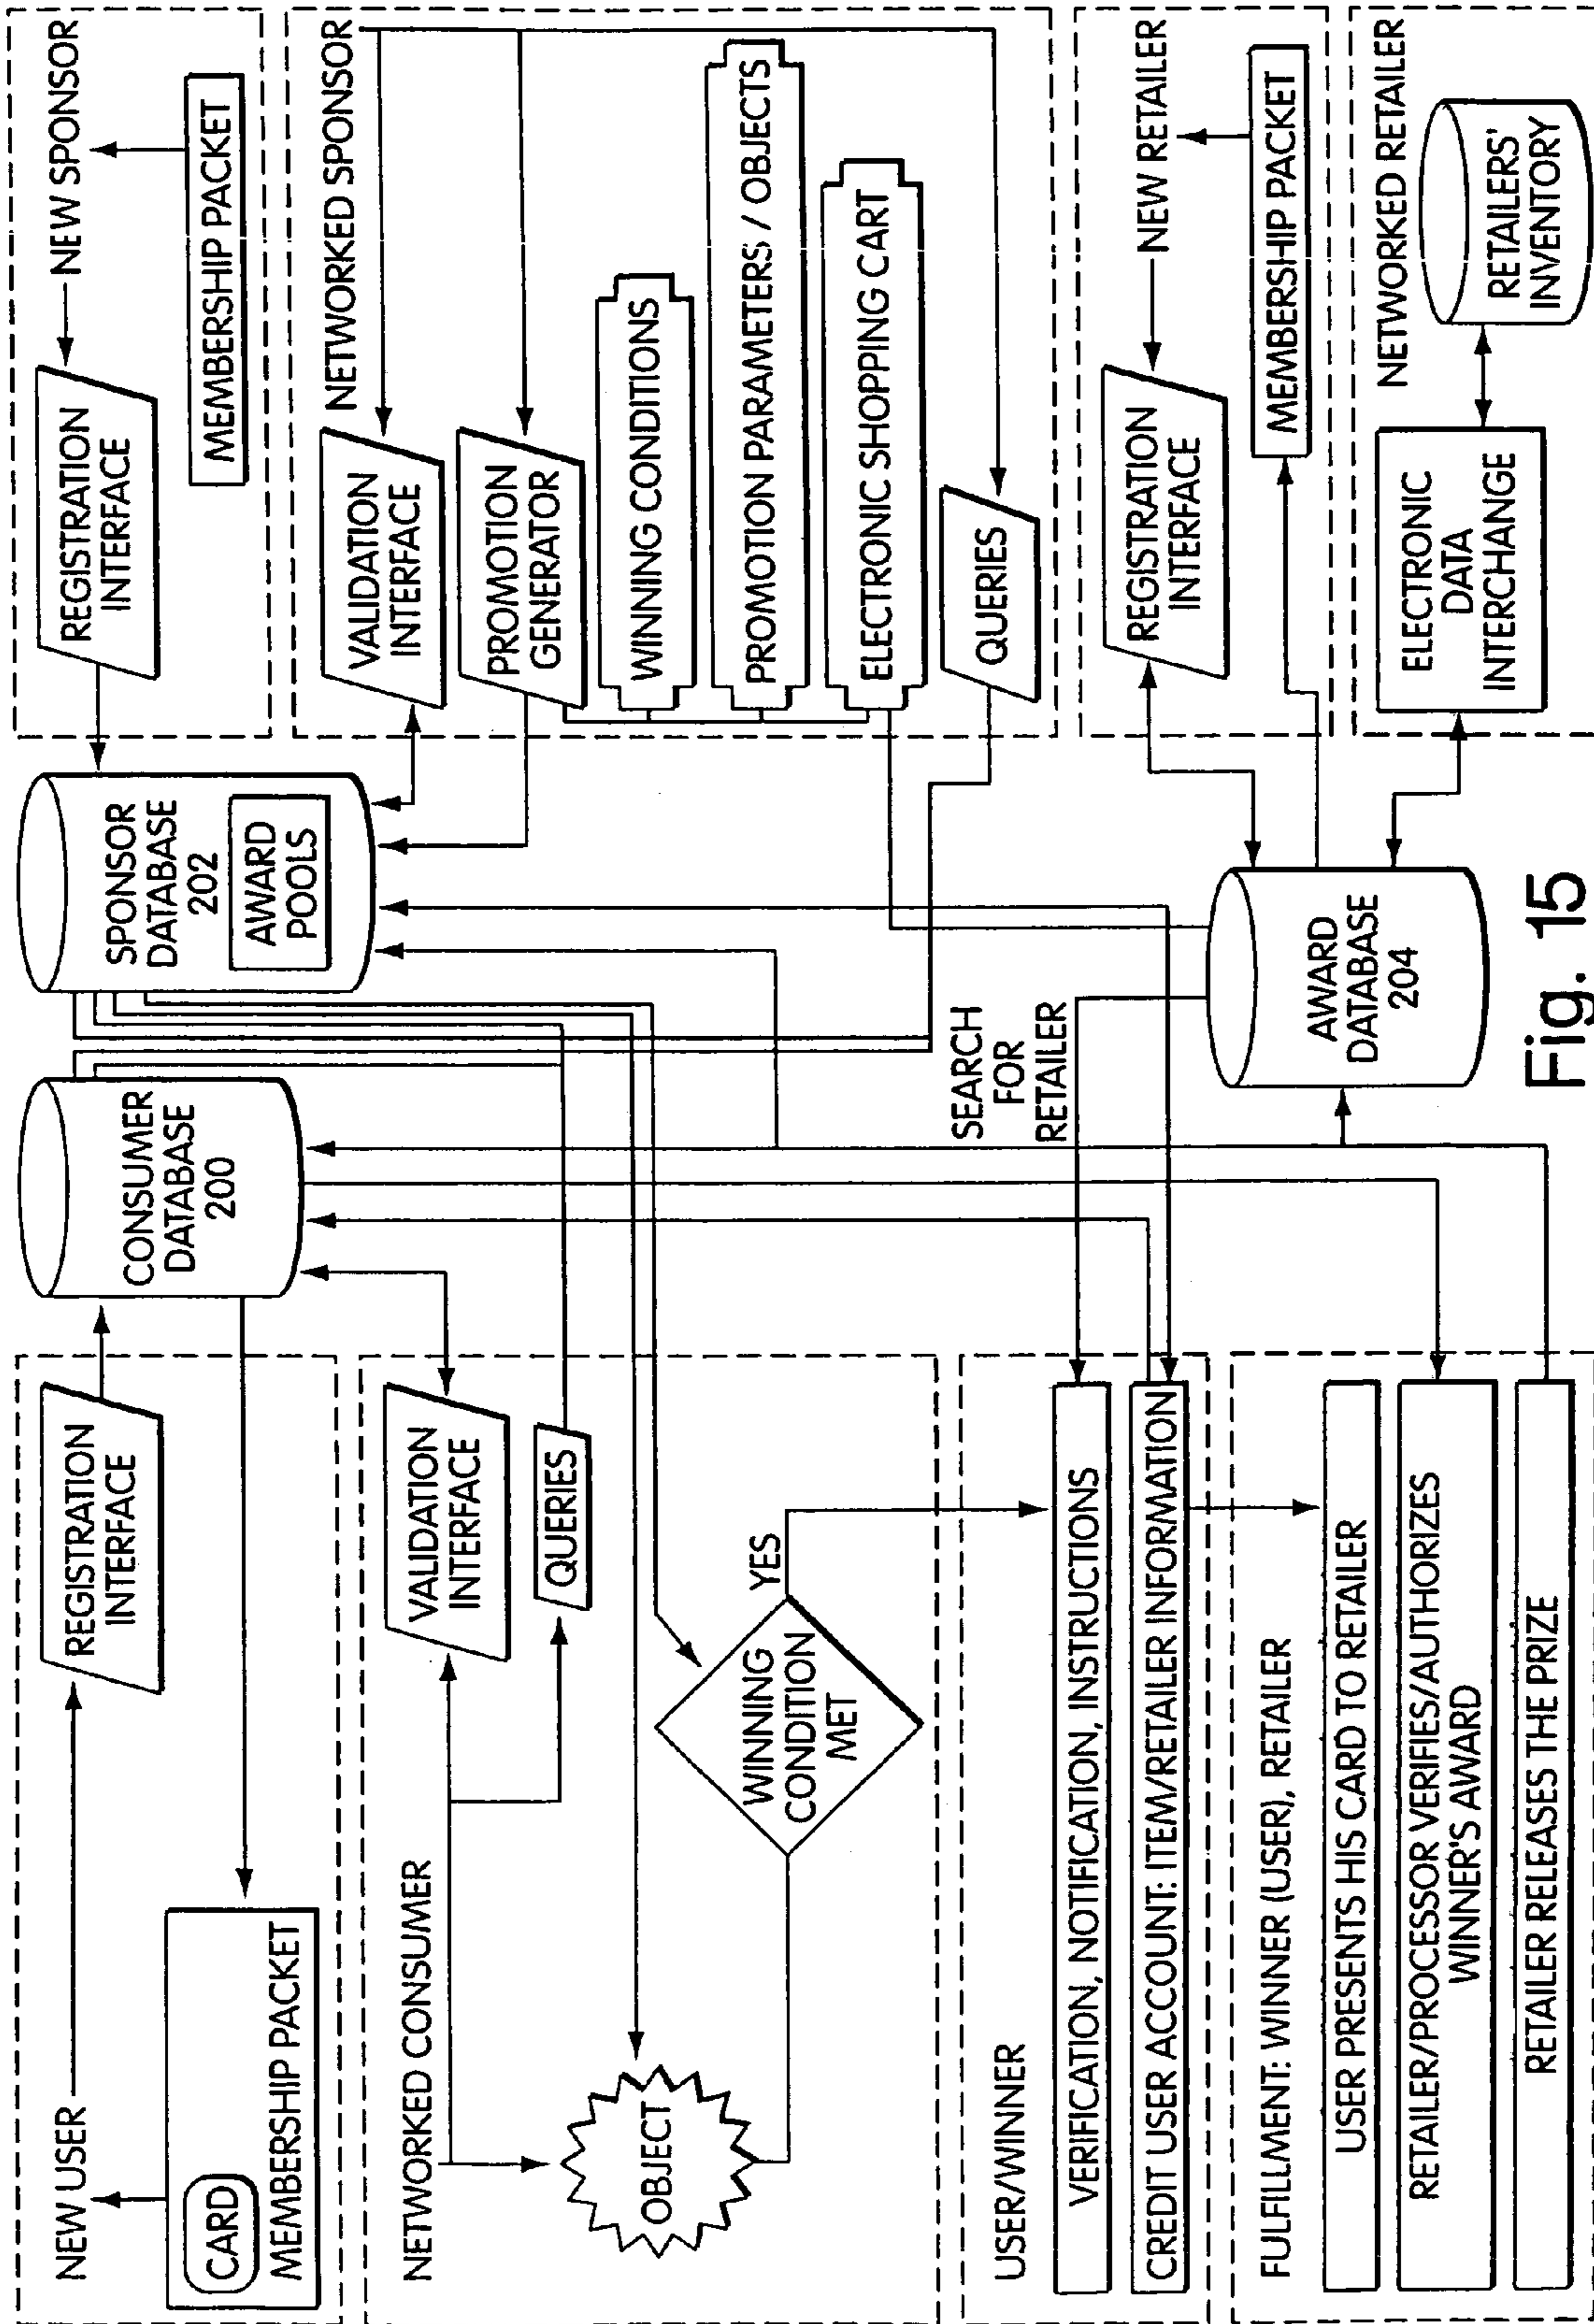 NEW USER
REGISTRATION
INTERFACE
CARD
MEMBERSHIP PACKET
CONSUMER
DATABASE
200
SPONSOR
DATABASE
202
AWARD
POOLS
REGISTRATION
INTERFACE
NEW SPONSOR
MEMBERSHIP PACKET
NETWORKED CONSUMER
VALIDATION
INTERFACE
QUERIES
OBJECT
WINNING
CONDITION
MET
YES
NETWORKED SPONSOR
VALIDATION
INTERFACE
PROMOTION
GENERATOR
WINNING CONDITIONS
PROMOTION PARAMETERS / OBJECTS
ELECTRONIC SHOPPING CART
QUERIES
USER/WINNER
VERIFICATION, NOTIFICATION, INSTRUCTIONS
CREDIT USER ACCOUNT: ITEM/RETAILER INFORMATION
SEARCH
FOR
RETAILER
FULFILLMENT: WINNER (USER), RETAILER
USER PRESENTS HIS CARD TO RETAILER
RETAILER/PROCESSOR VERIFIES/AUTHORIZES
WINNER'S AWARD
RETAILER RELEASES THE PRIZE
AWARD
DATABASE
204
REGISTRATION
INTERFACE
NEW RETAILER
MEMBERSHIP PACKET
NETWORKED RETAILER
ELECTRONIC
DATA
INTERCHANGE
RETAILERS'
INVENTORY
Fig. 15